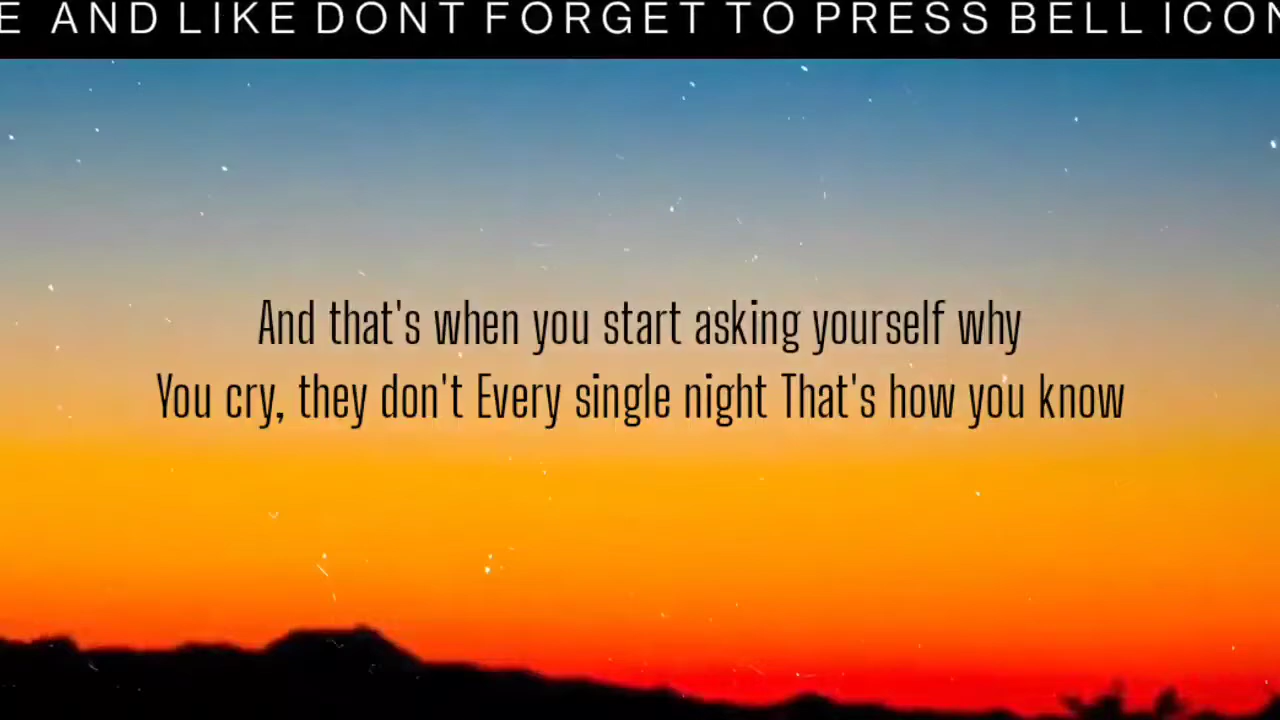 E AND LIKE DONT FORGET TO PRESS BELL ICON
And that's when you start asking yourself why
You cry, they don't Every single night That's how you know